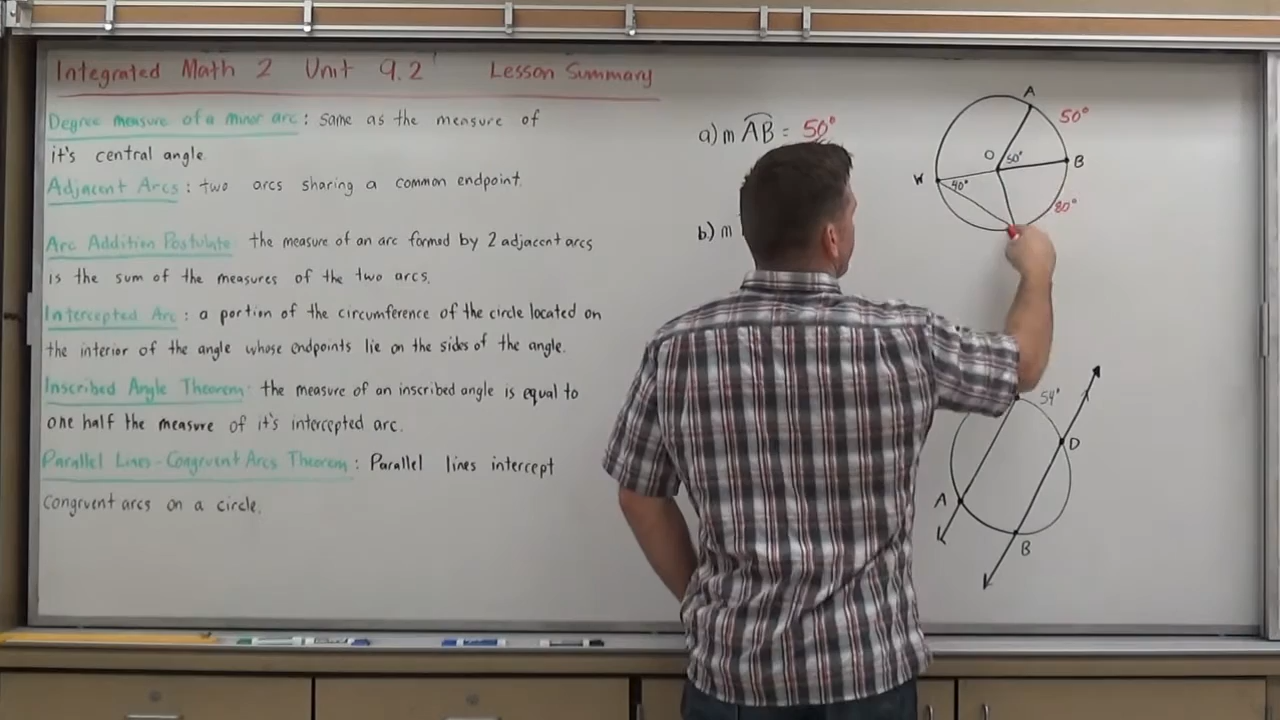 Integrated Math 2 Unit 9.2 Lesson Summary
Degree measure of a minor arc: same as the measure of
it's central angle.
Adjacent Arcs: two arcs sharing a common endpoint.
Arc Addition Postulate: the measure of an arc formed by 2 adjacent arcs
is the sum of the measures of the two arcs.
Intercepted Arc: a portion of the circumference of the circle located on
the interior of the angle whose endpoints lie on the sides of the angle.
Inscribed Angle Theorem: the measure of an inscribed angle is equal to
one half the measure of it's intercepted arc.
Parallel Lines-Congruent Arcs Theorem: Parallel lines intercept
congruent arcs on a circle.
a) m AB = 50°
b) m
A
50°
O 50° B
W 40°
80°
54°
D
A
B